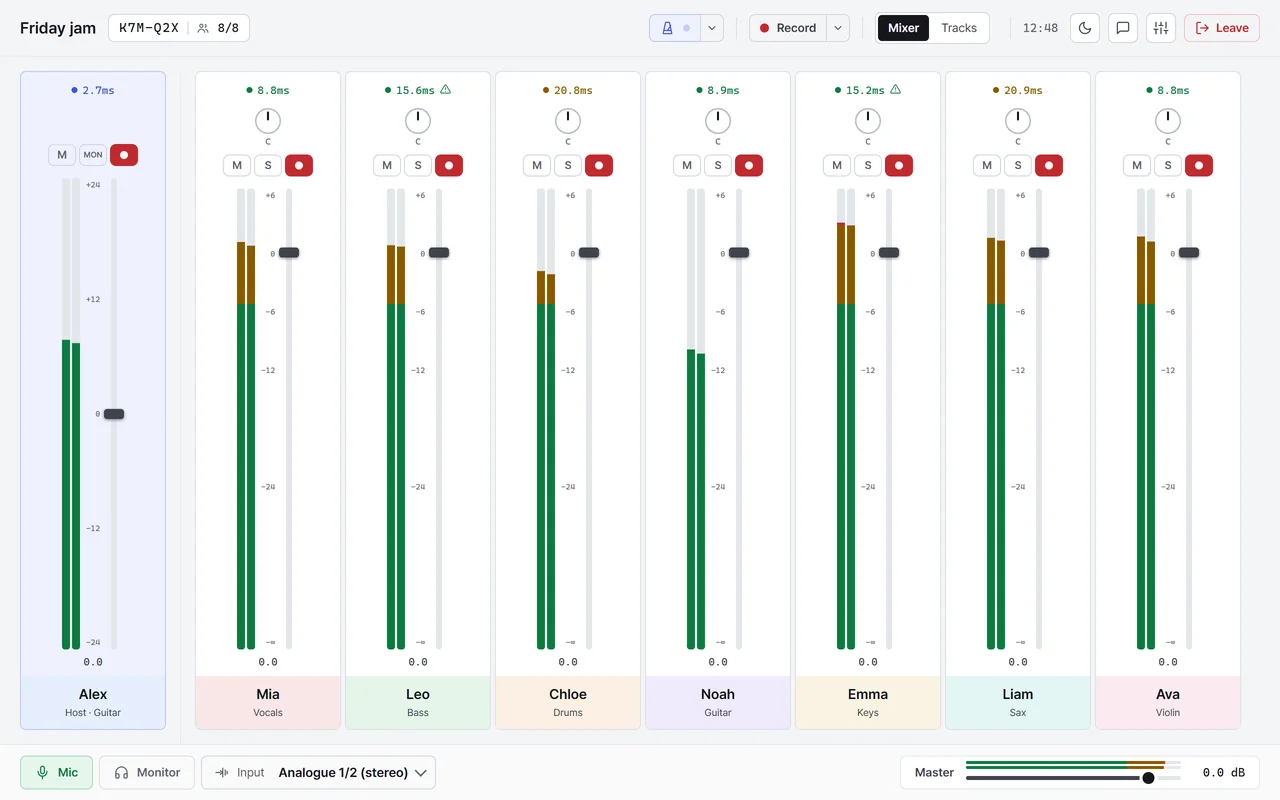 Friday jam K7M-Q2X 8/8 Record Mixer Tracks 12:48 Leave
2.7ms 8.8ms 15.6ms 20.8ms 8.9ms 15.2ms 20.9ms 8.8ms
C C C C C C C
M MON M S M S M S M S M S M S M S
+24 +6 +6 +6 +6 +6 +6 +6
0 0 0 0 0 0 0
+12 -6 -6 -6 -6 -6 -6 -6
-12 -12 -12 -12 -12 -12 -12
0
-24 -24 -24 -24 -24 -24 -24
-12
-24 -∞ -∞ -∞ -∞ -∞ -∞ -∞
0.0 0.0 0.0 0.0 0.0 0.0 0.0 0.0
Alex Mia Leo Chloe Noah Emma Liam Ava
Host · Guitar Vocals Bass Drums Guitar Keys Sax Violin
Mic Monitor Input Analogue 1/2 (stereo) Master 0.0 dB